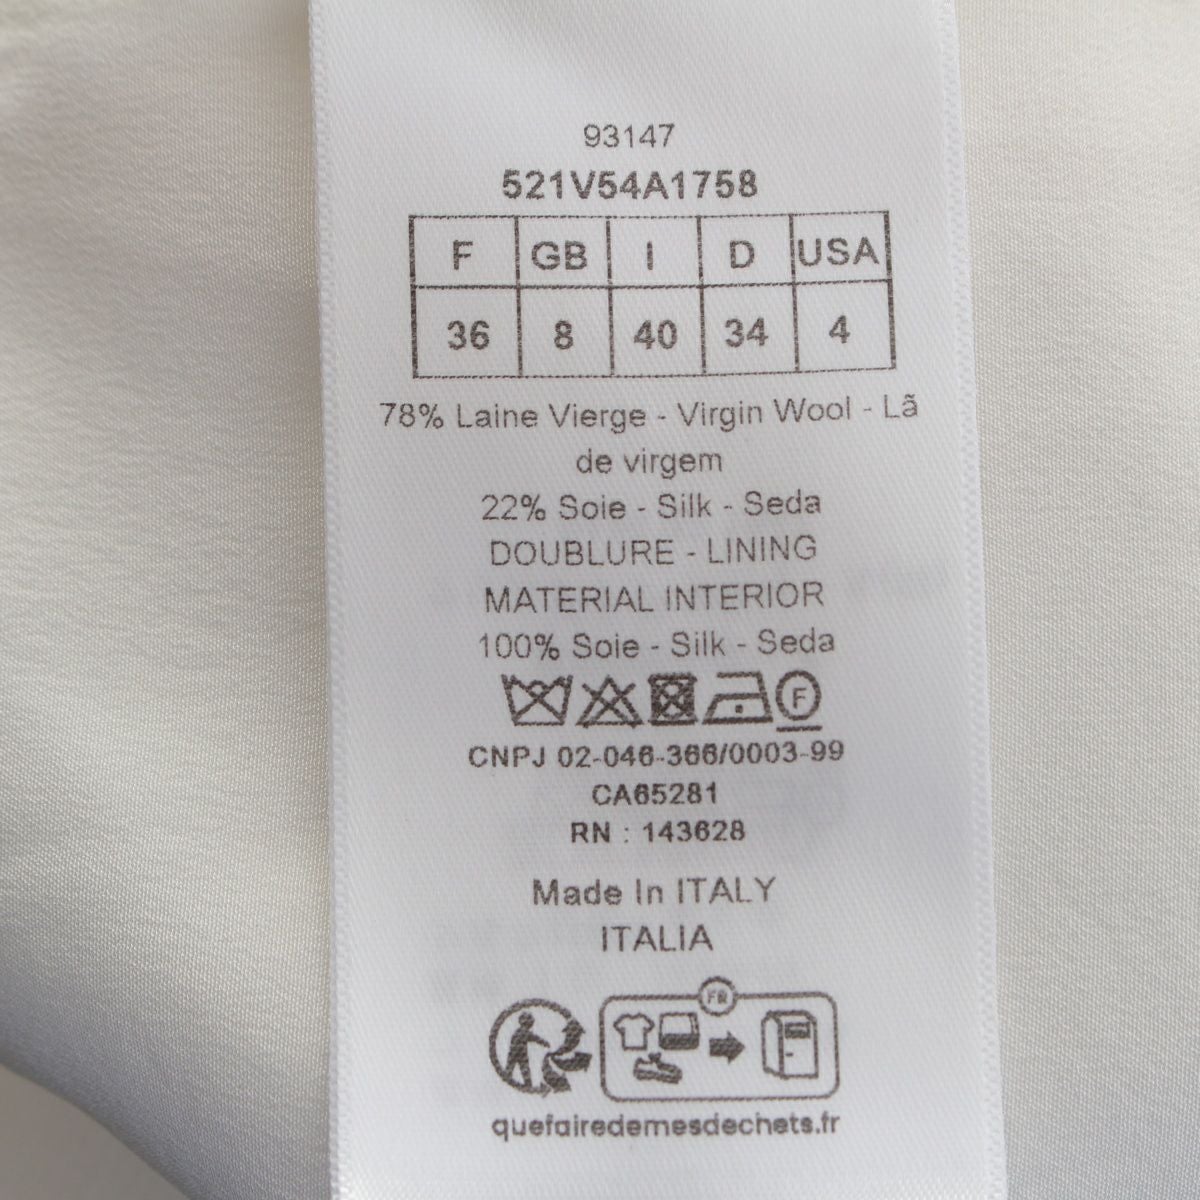 93147
521V54A1758
F GB I D USA
36 8 40 34 4
78% Laine Vierge - Virgin Wool - Lã
de virgem
22% Soie - Silk - Seda
DOUBLURE - LINING
MATERIAL INTERIOR
100% Soie - Silk - Seda
F
CNPJ 02-046-366/0003-99
CA65281
RN : 143628
Made In ITALY
ITALIA
FR
quefairedemesdechets.fr